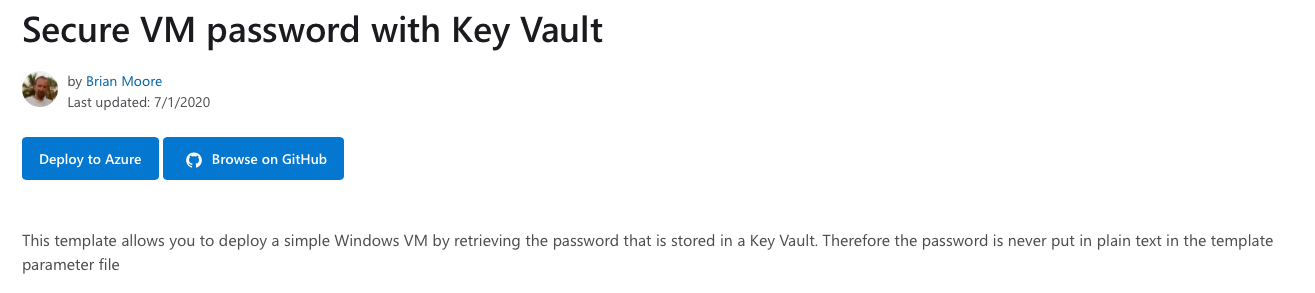 Secure VM password with Key Vault
by Brian Moore
Last updated: 7/1/2020
Deploy to Azure Browse on GitHub
This template allows you to deploy a simple Windows VM by retrieving the password that is stored in a Key Vault. Therefore the password is never put in plain text in the template
parameter file